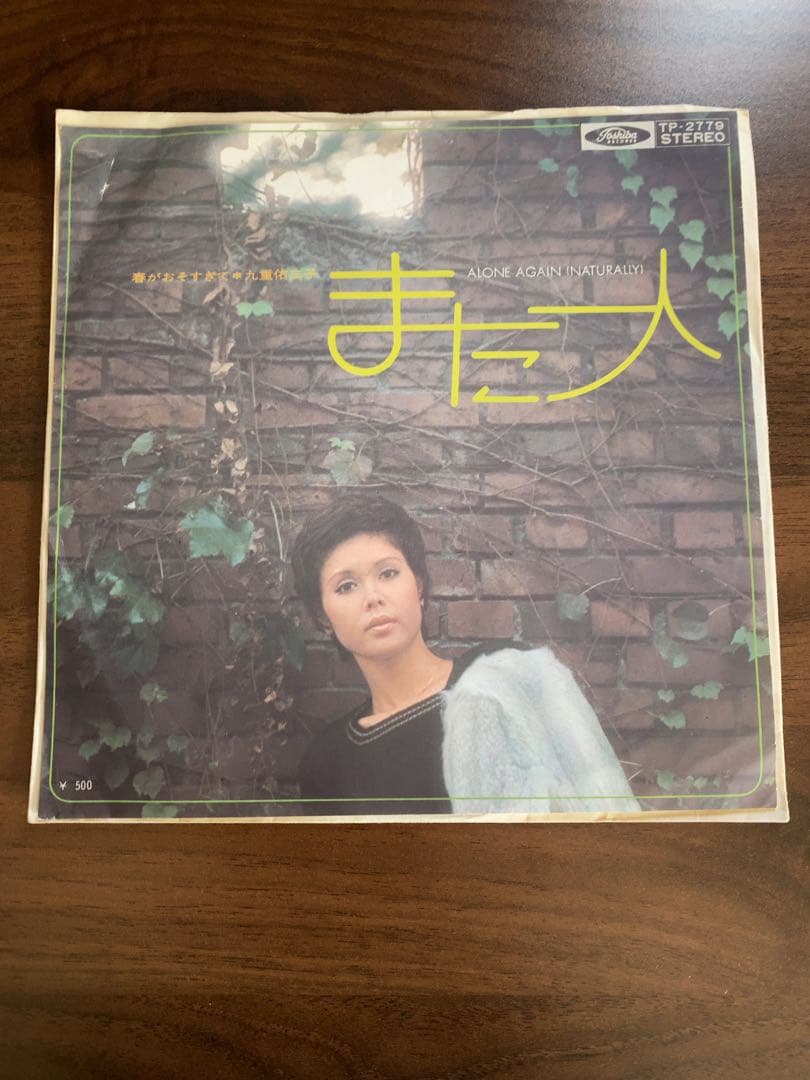 Toshiba
RECORDS
TP-2779
STEREO
ALONE AGAIN (NATURALLY)
また一人
春がおそすぎて*九重佑三子
¥ 500